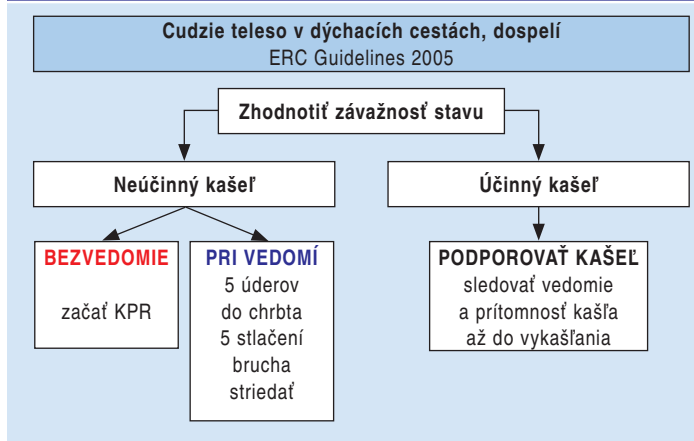 Cudzie teleso v dýchacích cestách, dospelí
ERC Guidelines 2005
Zhodnotiť závažnosť stavu
Neúčinný kašeľ
Účinný kašeľ
BEZVEDOMIE
začať KPR
PRI VEDOMÍ
5 úderov
do chrbta
5 stlačení
brucha
striedať
PODPOROVAŤ KAŠEĽ
sledovať vedomie
a prítomnosť kašľa
až do vykašľania